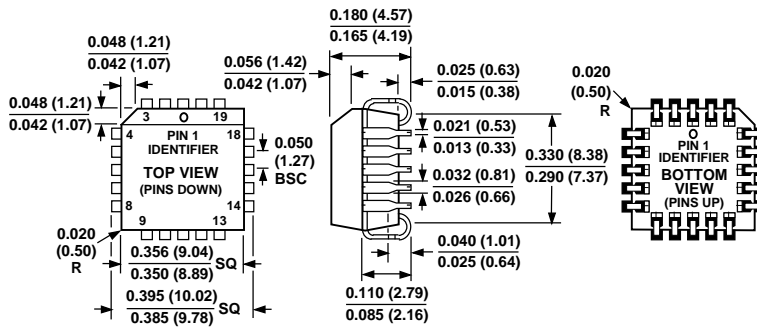 0.048 (1.21)
0.042 (1.07)
0.048 (1.21)
0.042 (1.07)
3
O
19
4
PIN 1
IDENTIFIER
18
TOP VIEW
(PINS DOWN)
8
14
9
13
0.050
(1.27)
BSC
0.020
(0.50)
R
0.356 (9.04)
0.350 (8.89)
SQ
0.395 (10.02)
0.385 (9.78)
SQ
0.180 (4.57)
0.165 (4.19)
0.056 (1.42)
0.042 (1.07)
0.025 (0.63)
0.015 (0.38)
0.021 (0.53)
0.013 (0.33)
0.032 (0.81)
0.026 (0.66)
0.330 (8.38)
0.290 (7.37)
0.040 (1.01)
0.025 (0.64)
0.110 (2.79)
0.085 (2.16)
0.020
(0.50)
R
O
PIN 1
IDENTIFIER
BOTTOM
VIEW
(PINS UP)